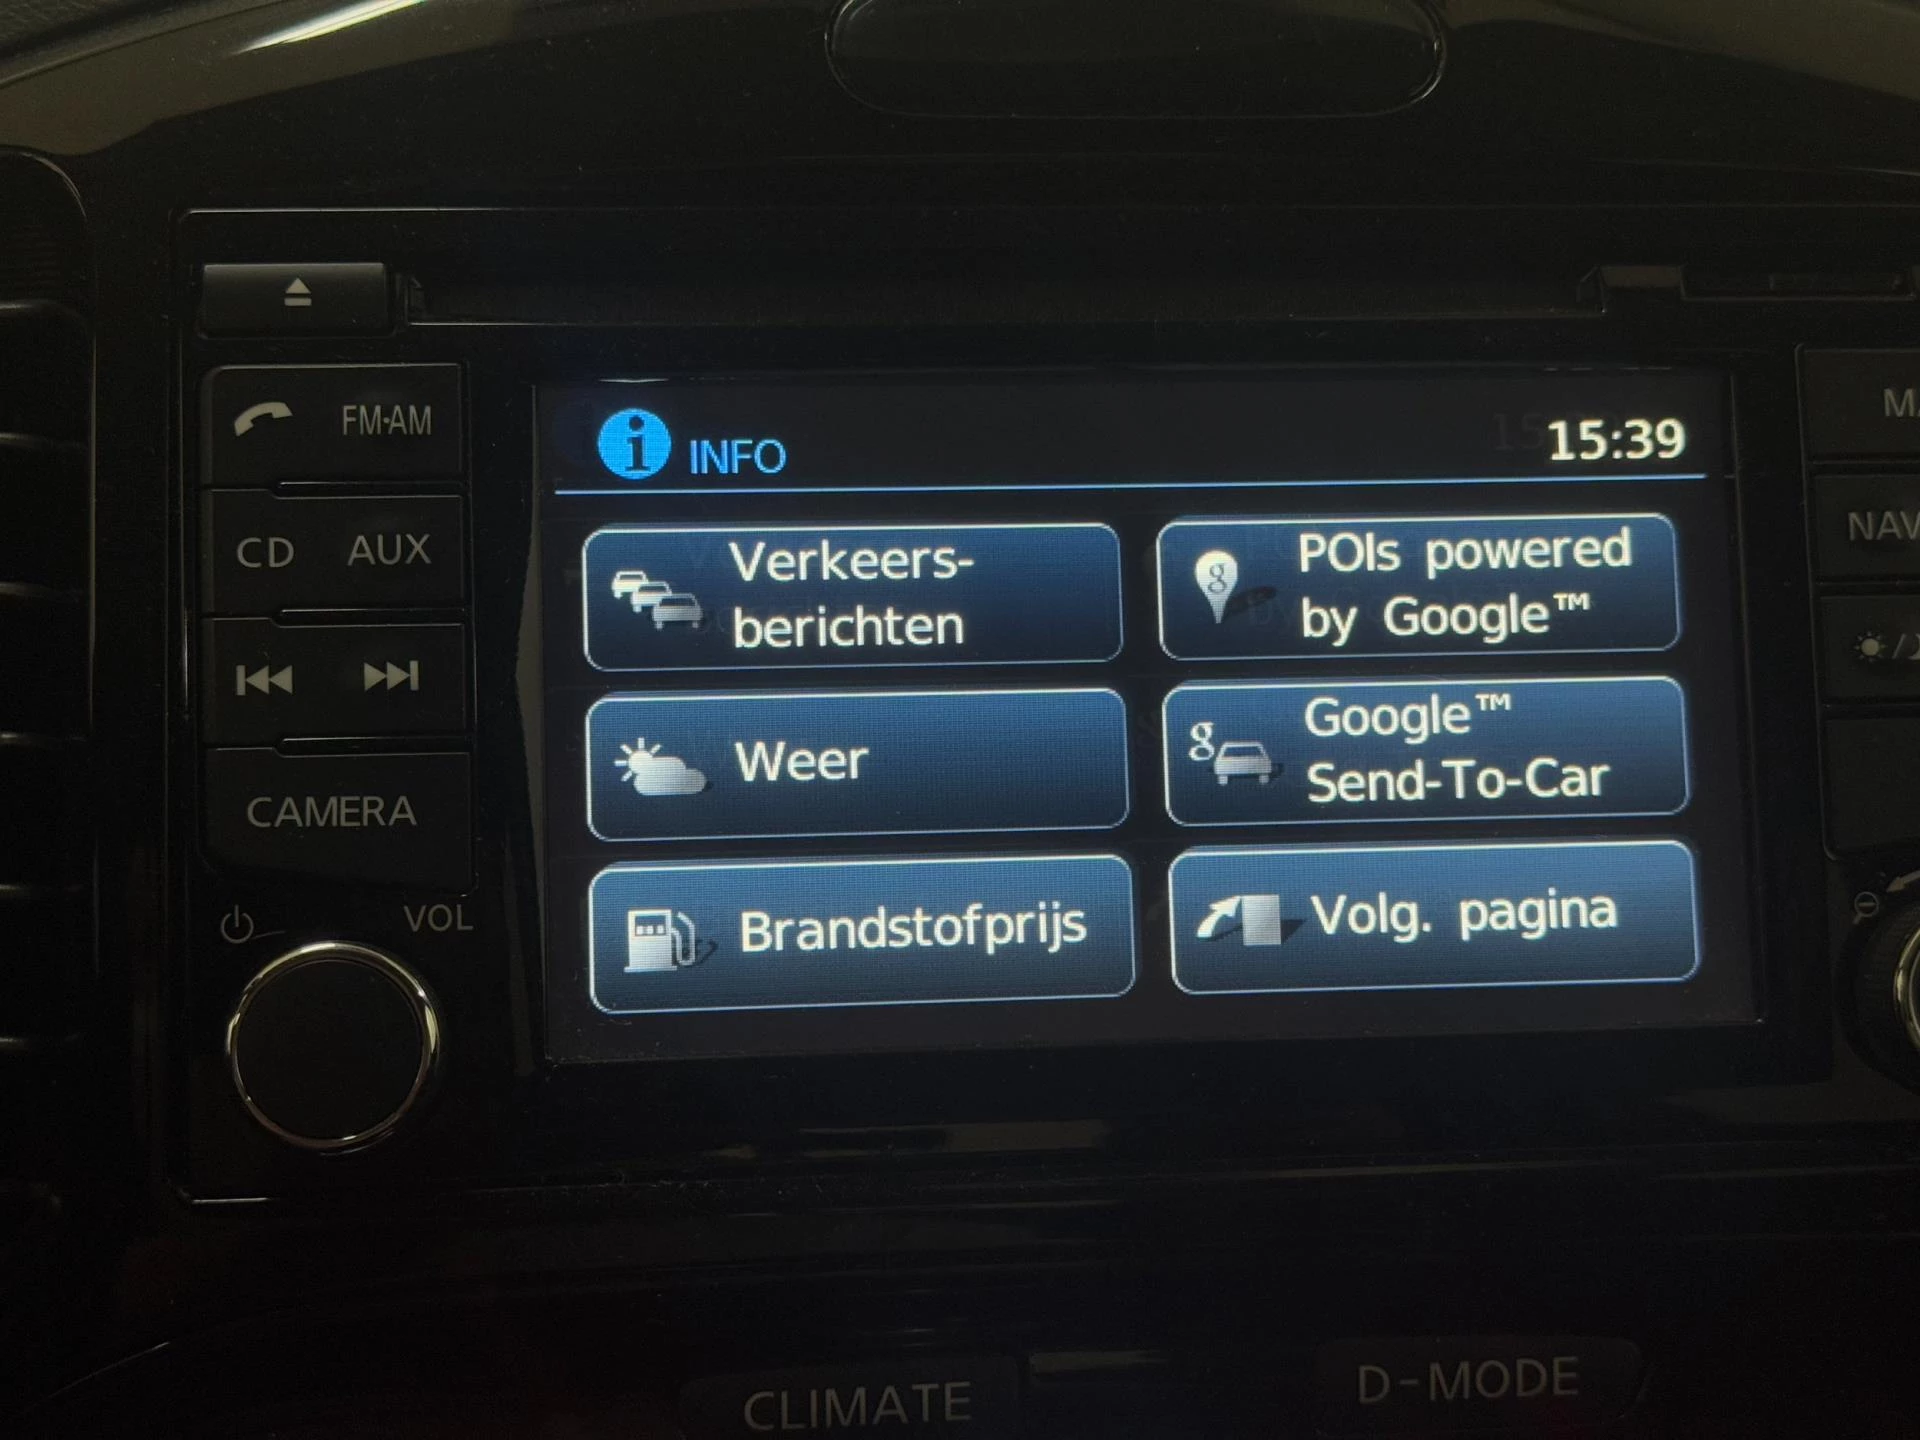 FM·AM
CD AUX
CAMERA
VOL
INFO
15:39
Verkeers-
berichten
POIs powered
by Google™
Weer
Google™
Send-To-Car
Brandstofprijs
Volg. pagina
CLIMATE
D-MODE